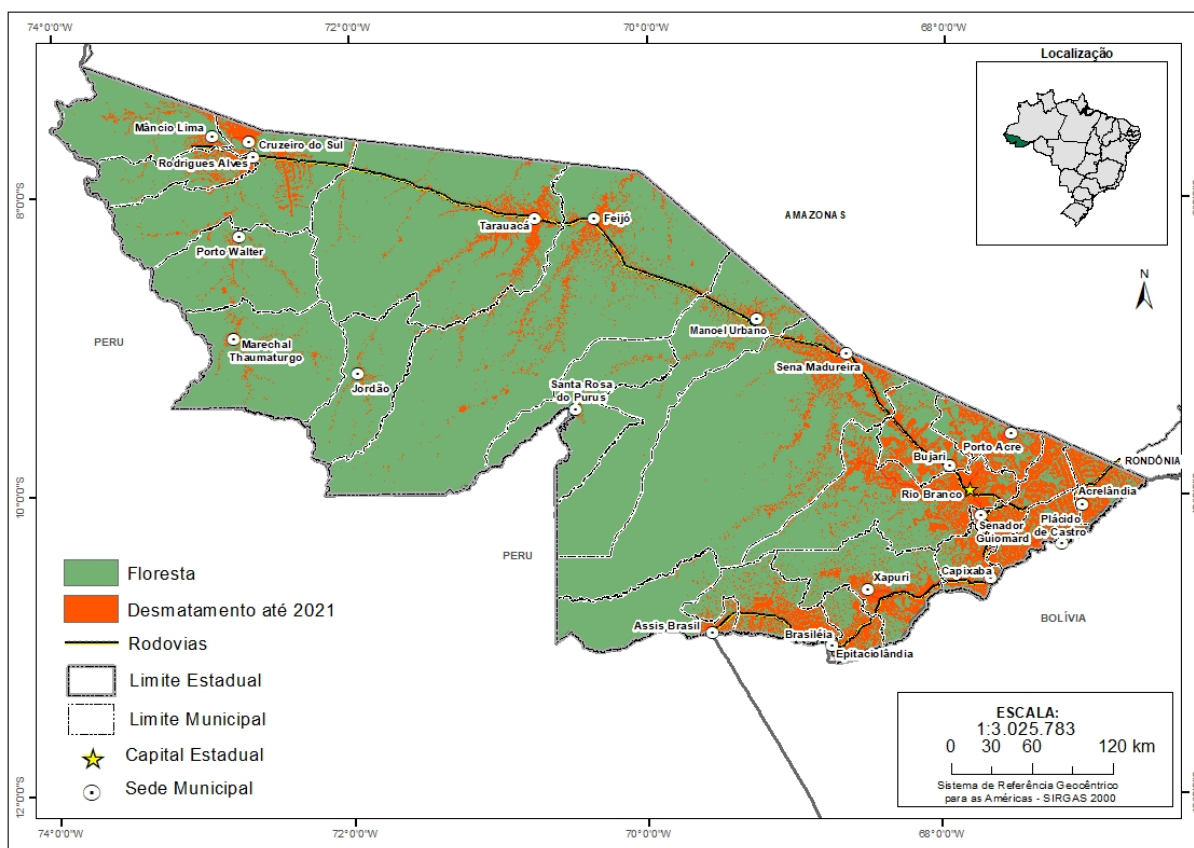 74°0'0"W
72°0'0"W
70°0'0"W
68°0'0"W
Localização
Mâncio Lima
Cruzeiro do Sul
Rodrigues Alves
8°0'0"S
AMAZONAS
Tarauacá
Feijó
Porto Walter
N
PERU
Marechal
Thaumaturgo
Manoel Urbano
Jordão
Sena Madureira
Santa Rosa
do Purus
Porto Acre
Bujari
RONDÔNIA
Rio Branco
Acrelândia
10°0'0"S
Senador
Guiomard
Plácido
de Castro
PERU
Capixaba
Xapuri
Floresta
Desmatamento até 2021
BOLÍVIA
Assis Brasil
Brasiléia
Epitaciolândia
Rodovias
Limite Estadual
Limite Municipal
Capital Estadual
Sede Municipal
ESCALA:
1:3.025.783
0 30 60 120 km
Sistema de Referência Geocêntrico
para as Américas - SIRGAS 2000
12°0'0"S
74°0'0"W
72°0'0"W
70°0'0"W
68°0'0"W